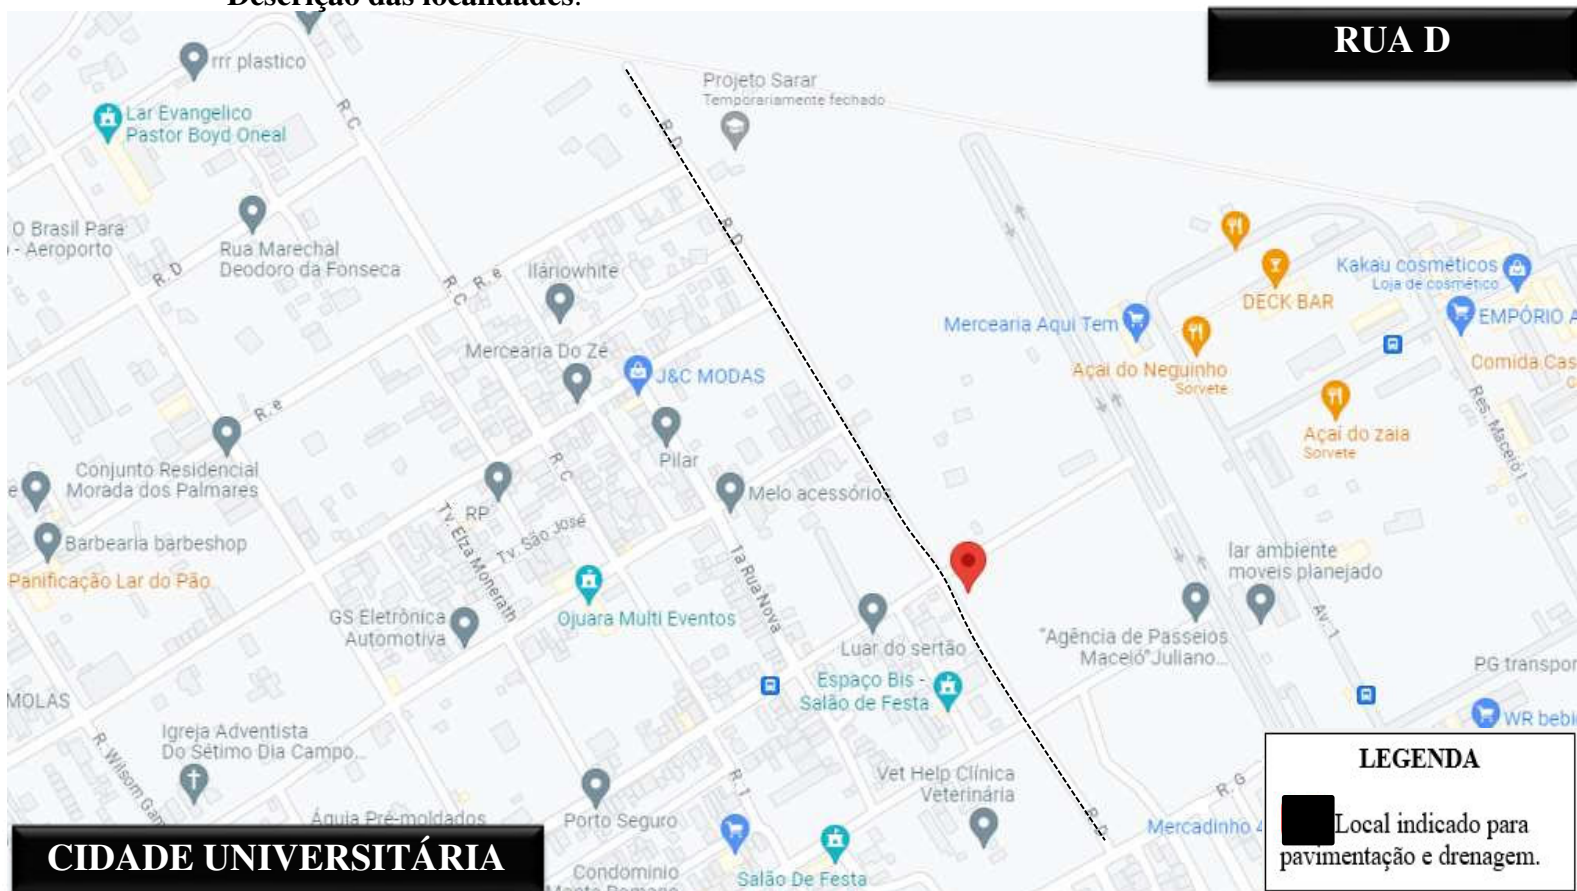 Descrição das localidades.
RUA D
rrr plastico
Projeto Sarar
Temporariamente fechado
Lar Evangelico
Pastor Boyd Oneal
R. C
R. D
O Brasil Para
- Aeroporto
Rua Marechal
Deodoro da Fonseca
R. D
R. D
R. C
R. e
Iláriowhite
Kakau cosméticos
Loja de cosmético
DECK BAR
EMPÓRIO A
Mercearia Aqui Tem
Mercearia Do Zé
J&C MODAS
Açaí do Neguinho
Sorvete
Comida Cas
R. e
Res. Maceió I
Açaí do zaia
Sorvete
Conjunto Residencial
Morada dos Palmares
R. C
Pilar
Melo acessórios
RP
Tv. São José
Tv. Elza Monerath
Barbearia barbeshop
Panificação Lar do Pão
1a Rua Nova
lar ambiente
moveis planejado
GS Eletrônica
Automotiva
Ojuara Multi Eventos
Luar do sertão
"Agência de Passeios
Maceió"Juliano...
Av. 1
PG transpor
Espaço Bis -
Salão de Festa
MOLAS
WR bebi
Igreja Adventista
Do Sétimo Dia Campo...
R. Wilsom Gam
R. 1
Vet Help Clínica
Veterinária
R. G
R. D
Águia Pré-moldados
Porto Seguro
Mercadinho 4
Condominio
Salão De Festa
CIDADE UNIVERSITÁRIA
LEGENDA
Local indicado para
pavimentação e drenagem.